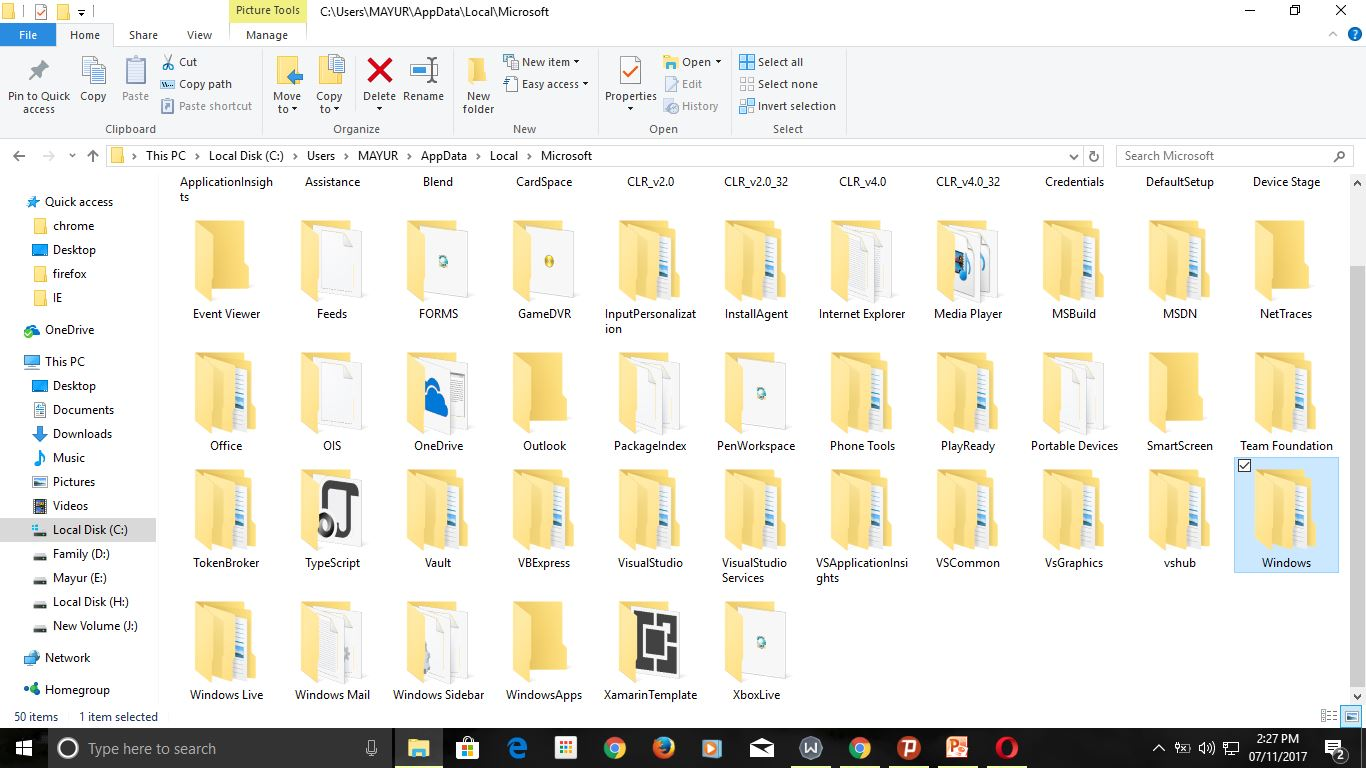 Picture Tools
C:\Users\MAYUR\AppData\Local\Microsoft
File
Home
Share
View
Manage
Pin to Quick
access
Copy
Paste
Cut
Copy path
Paste shortcut
Clipboard
Move
to
Copy
to
Delete
Rename
Organize
New
folder
New item
Easy access
New
Properties
Open
Edit
History
Open
Select all
Select none
Invert selection
Select
This PC
Local Disk (C:)
Users
MAYUR
AppData
Local
Microsoft
Search Microsoft
Quick access
chrome
Desktop
firefox
IE
OneDrive
This PC
Desktop
Documents
Downloads
Music
Pictures
Videos
Local Disk (C:)
Family (D:)
Mayur (E:)
Local Disk (H:)
New Volume (J:)
Network
Homegroup
ApplicationInsigh
ts
Assistance
Blend
CardSpace
CLR_v2.0
CLR_v2.0_32
CLR_v4.0
CLR_v4.0_32
Credentials
DefaultSetup
Device Stage
Event Viewer
Feeds
FORMS
GameDVR
InputPersonalizat
ion
InstallAgent
Internet Explorer
Media Player
MSBuild
MSDN
NetTraces
Office
OIS
OneDrive
Outlook
PackageIndex
PenWorkspace
Phone Tools
PlayReady
Portable Devices
SmartScreen
Team Foundation
TokenBroker
TypeScript
Vault
VBExpress
VisualStudio
VisualStudio
Services
VSApplicationInsi
ghts
VSCommon
VsGraphics
vshub
Windows
Windows Live
Windows Mail
Windows Sidebar
WindowsApps
XamarinTemplate
XboxLive
50 items
1 item selected
Type here to search
2:27 PM
07/11/2017
2